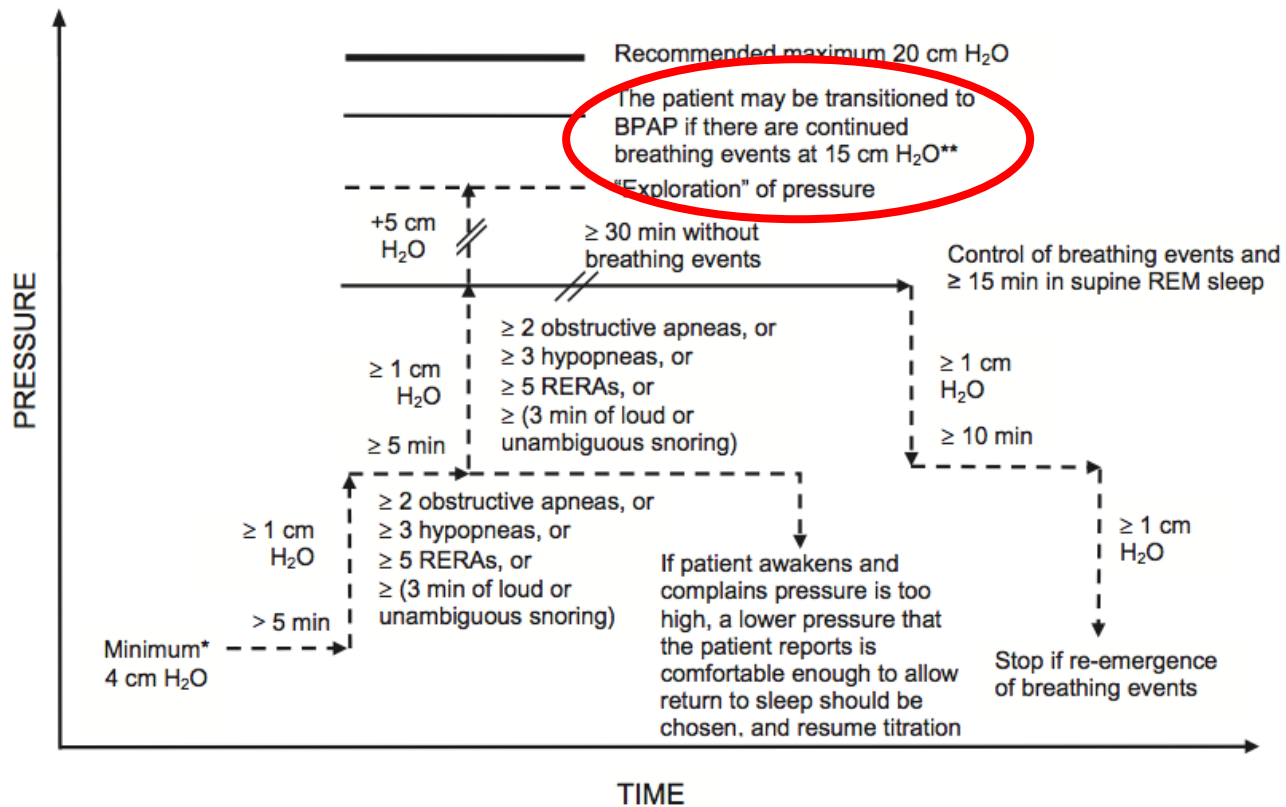 Recommended maximum 20 cm H₂O
The patient may be transitioned to
BPAP if there are continued
breathing events at 15 cm H₂O**
“Exploration” of pressure
+5 cm
H₂O
≥ 30 min without
breathing events
Control of breathing events and
≥ 15 min in supine REM sleep
PRESSURE
≥ 1 cm
H₂O
≥ 2 obstructive apneas, or
≥ 3 hypopneas, or
≥ 5 RERAs, or
≥ (3 min of loud or
unambiguous snoring)
≥ 1 cm
H₂O
≥ 10 min
≥ 5 min
≥ 1 cm
H₂O
≥ 2 obstructive apneas, or
≥ 3 hypopneas, or
≥ 5 RERAs, or
≥ (3 min of loud or
unambiguous snoring)
≥ 1 cm
H₂O
If patient awakens and
complains pressure is too
high, a lower pressure that
the patient reports is
comfortable enough to allow
return to sleep should be
chosen, and resume titration
> 5 min
Minimum*
4 cm H₂O
Stop if re-emergence
of breathing events
TIME